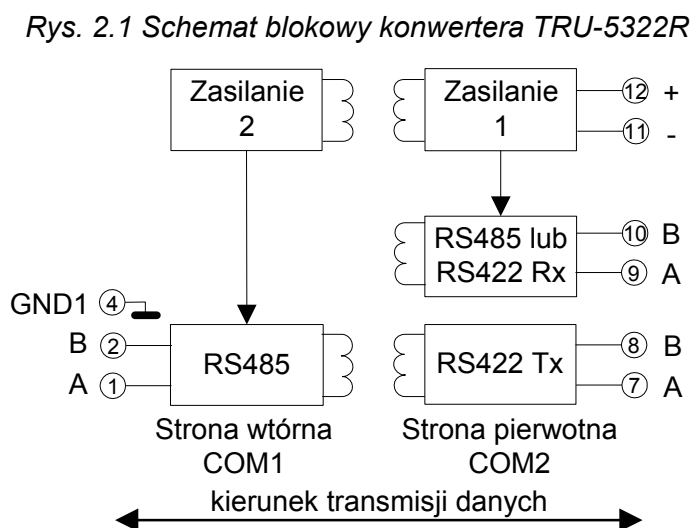 Rys. 2.1 Schemat blokowy konwertera TRU-5322R
Zasilanie
2
Zasilanie
1
12 +
11 -
RS485 lub
RS422 Rx
10 B
9 A
GND1 4
B 2
A 1
RS485
RS422 Tx
8 B
7 A
Strona wtórna
COM1
Strona pierwotna
COM2
kierunek transmisji danych